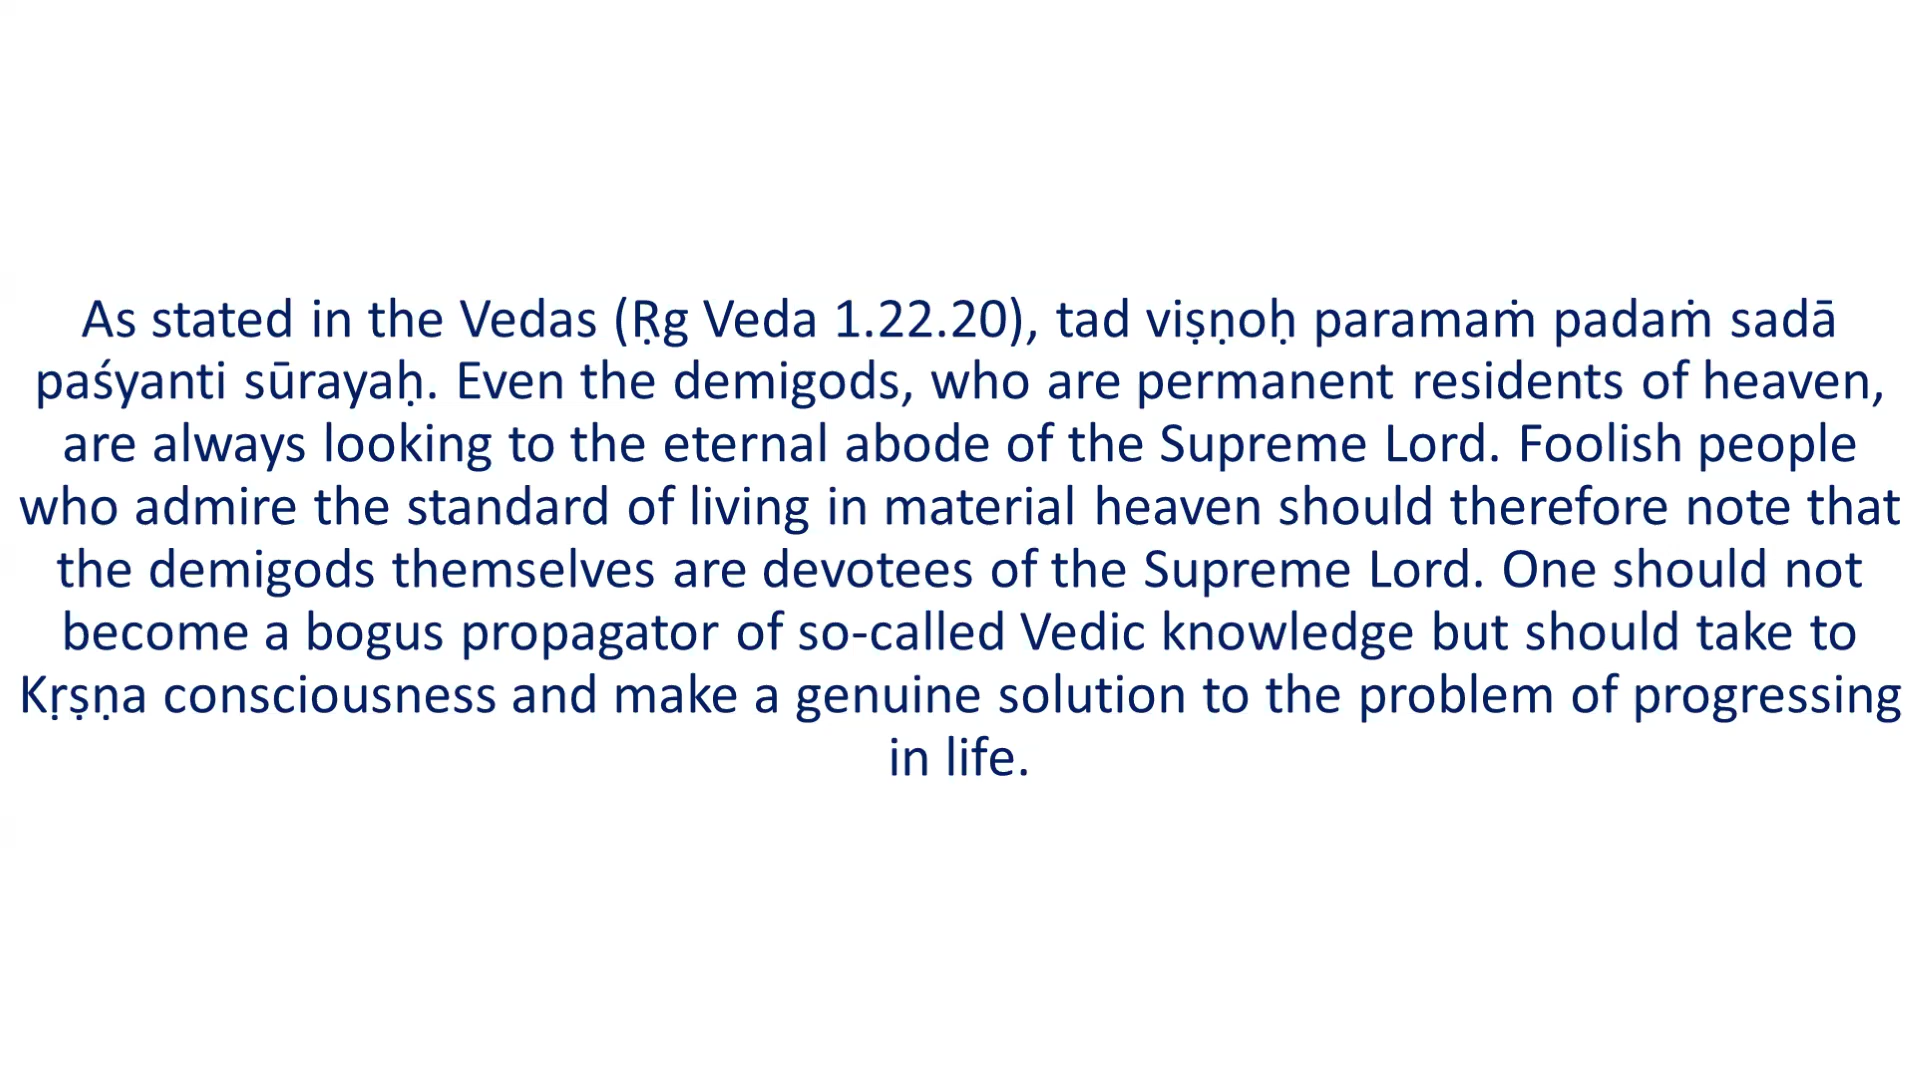 As stated in the Vedas (Ṛg Veda 1.22.20), tad viṣṇoḥ paramaṁ padaṁ sadā
paśyanti sūrayaḥ. Even the demigods, who are permanent residents of heaven,
are always looking to the eternal abode of the Supreme Lord. Foolish people
who admire the standard of living in material heaven should therefore note that
the demigods themselves are devotees of the Supreme Lord. One should not
become a bogus propagator of so-called Vedic knowledge but should take to
Kṛṣṇa consciousness and make a genuine solution to the problem of progressing
in life.